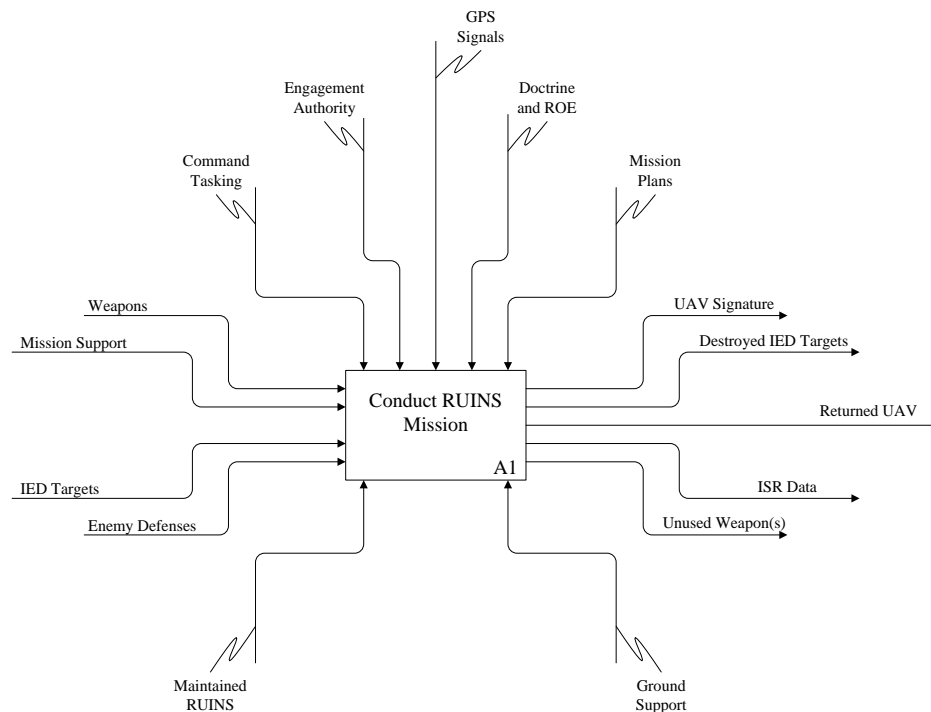 GPS
Signals
Engagement
Authority
Doctrine
and ROE
Command
Tasking
Mission
Plans
Weapons
Mission Support
IED Targets
Enemy Defenses
Conduct RUINS
Mission
A1
UAV Signature
Destroyed IED Targets
Returned UAV
ISR Data
Unused Weapon(s)
Maintained
RUINS
Ground
Support